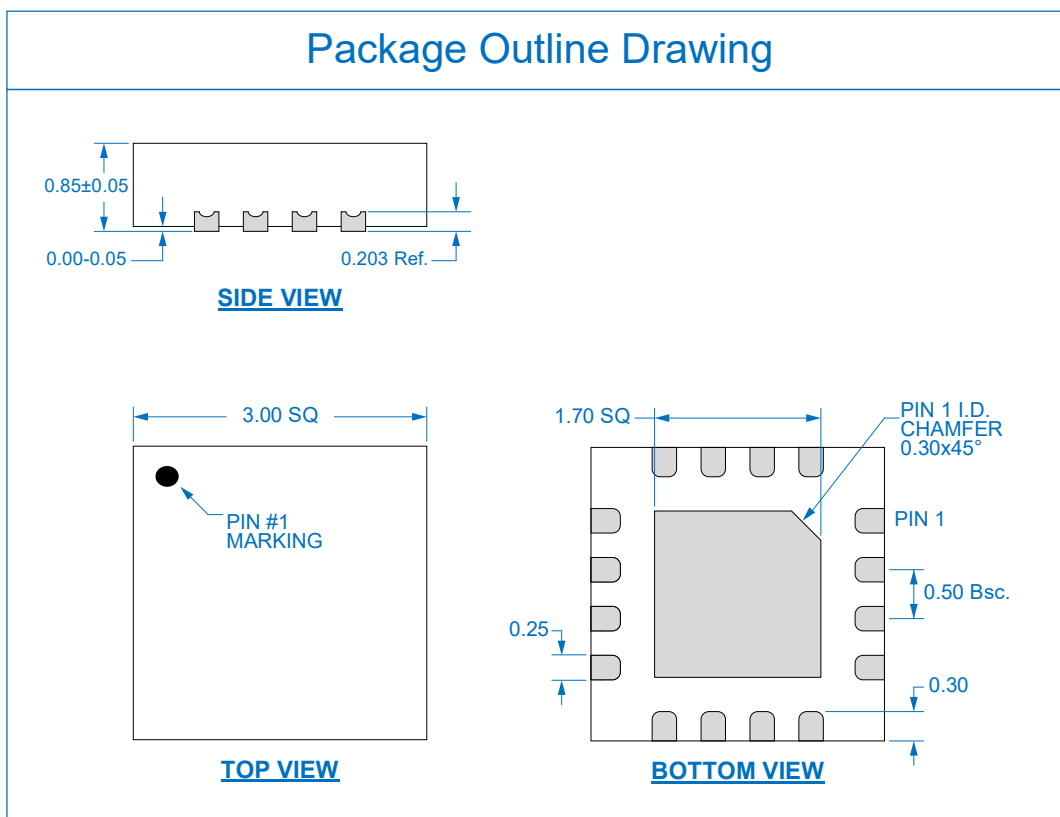 Package Outline Drawing
0.85±0.05
0.00-0.05
0.203 Ref.
SIDE VIEW
3.00 SQ
PIN #1
MARKING
TOP VIEW
1.70 SQ
PIN 1 I.D.
CHAMFER
0.30x45°
PIN 1
0.50 Bsc.
0.25
0.30
BOTTOM VIEW